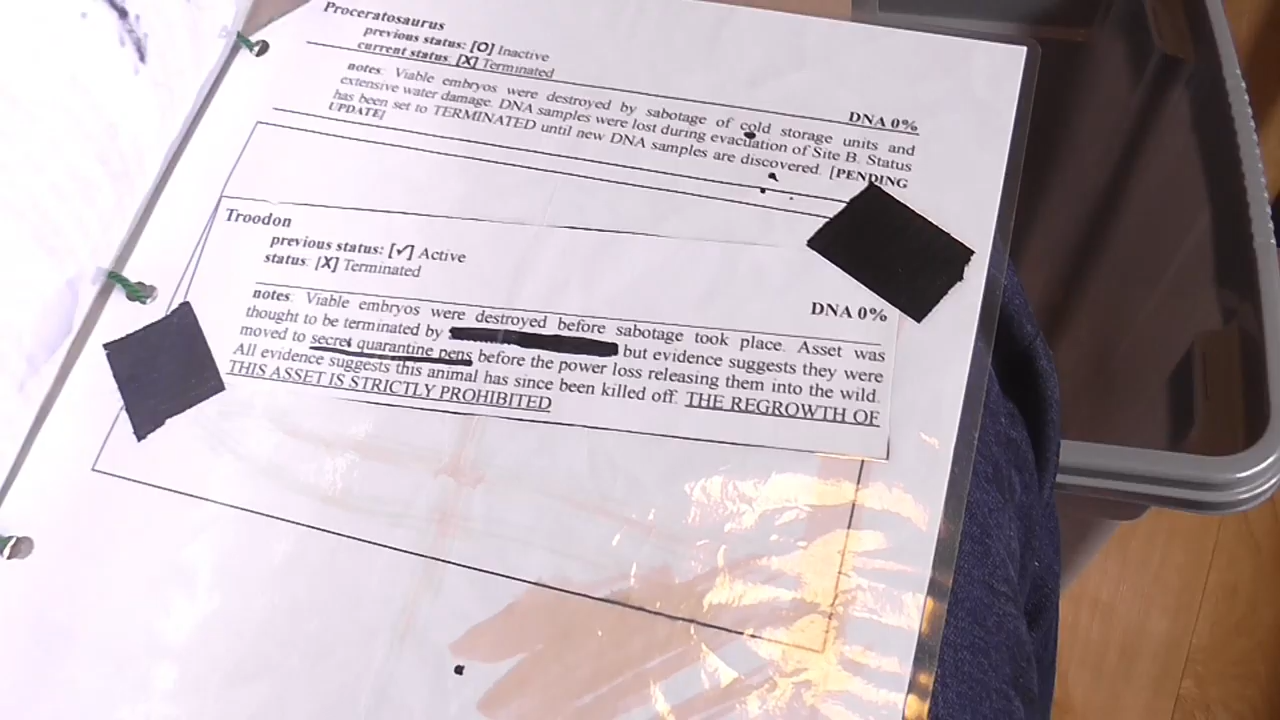 Proceratosaurus
previous status: [O] Inactive
current status: [X] Terminated
DNA 0%
notes: Viable embryos were destroyed by sabotage of cold storage units and
extensive water damage. DNA samples were lost during evacuation of Site B. Status
has been set to TERMINATED until new DNA samples are discovered. [PENDING
UPDATE]
Troodon
previous status: [✓] Active
status: [X] Terminated
DNA 0%
notes: Viable embryos were destroyed before sabotage took place. Asset was
thought to be terminated by but evidence suggests they were
moved to secret quarantine pens before the power loss releasing them into the wild.
All evidence suggests this animal has since been killed off. THE REGROWTH OF
THIS ASSET IS STRICTLY PROHIBITED